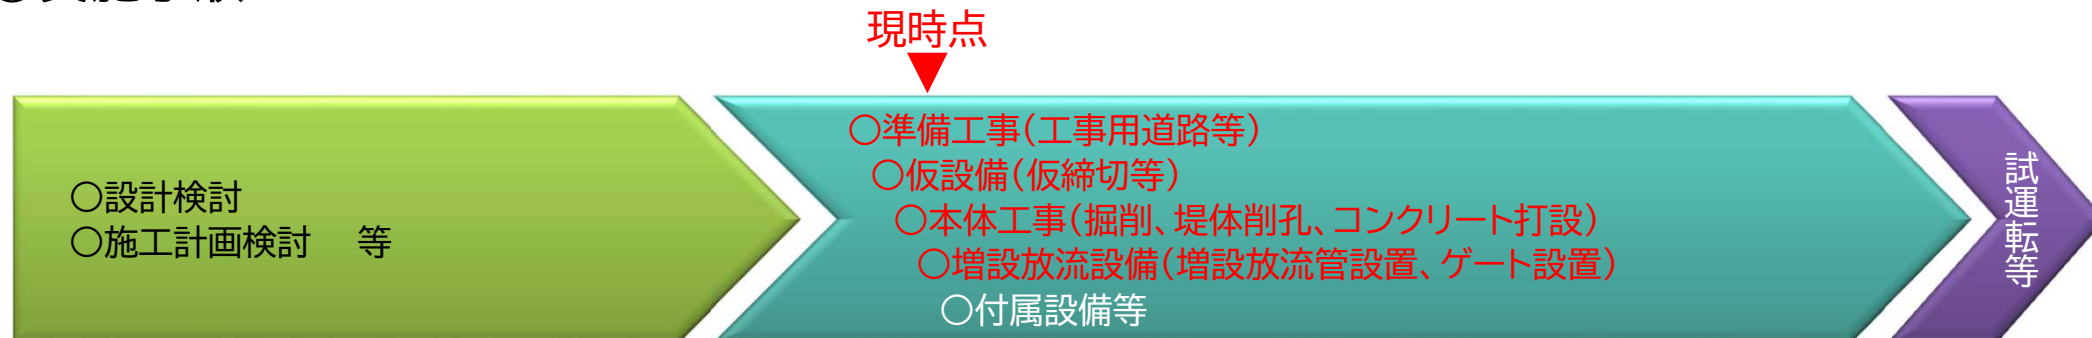 現時点
○設計検討
○施工計画検討　等
○準備工事(工事用道路等)
○仮設備(仮締切等)
○本体工事(掘削、堤体削孔、コンクリート打設)
○増設放流設備(増設放流管設置、ゲート設置)
○付属設備等
試運転等